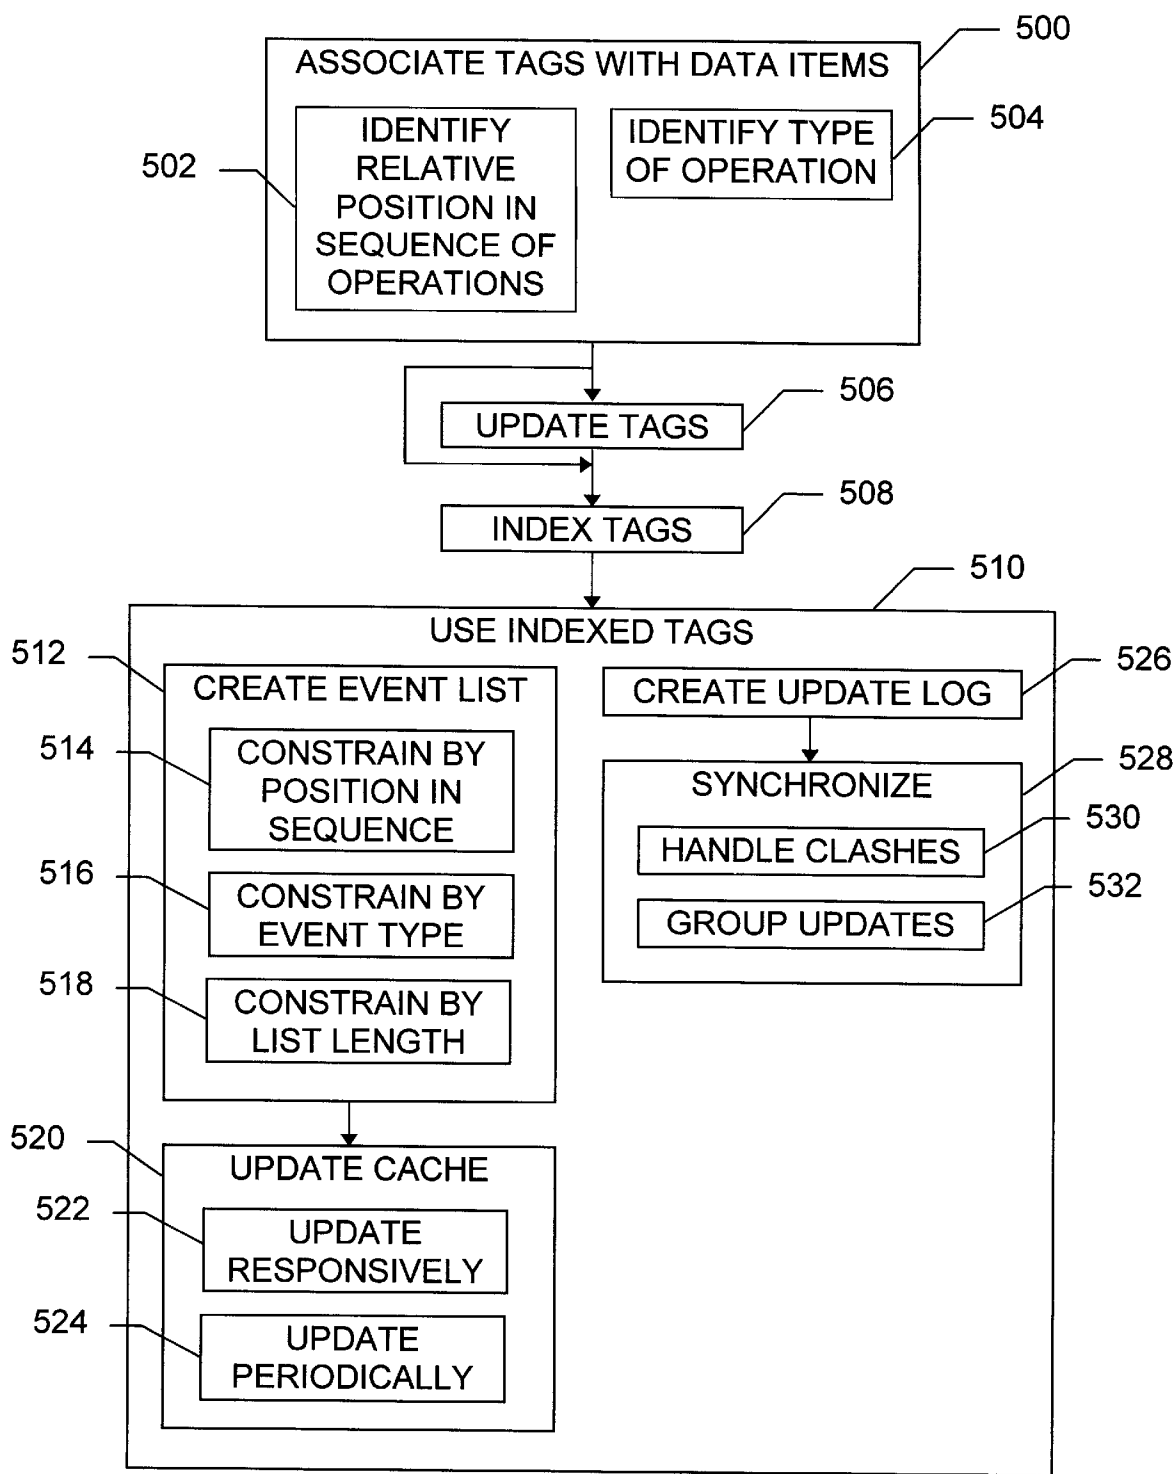 500
ASSOCIATE TAGS WITH DATA ITEMS
502
IDENTIFY
RELATIVE
POSITION IN
SEQUENCE OF
OPERATIONS
504
IDENTIFY TYPE
OF OPERATION
506
UPDATE TAGS
508
INDEX TAGS
510
USE INDEXED TAGS
512
CREATE EVENT LIST
514
CONSTRAIN BY
POSITION IN
SEQUENCE
516
CONSTRAIN BY
EVENT TYPE
518
CONSTRAIN BY
LIST LENGTH
520
UPDATE CACHE
522
UPDATE
RESPONSIVELY
524
UPDATE
PERIODICALLY
526
CREATE UPDATE LOG
528
SYNCHRONIZE
530
HANDLE CLASHES
532
GROUP UPDATES